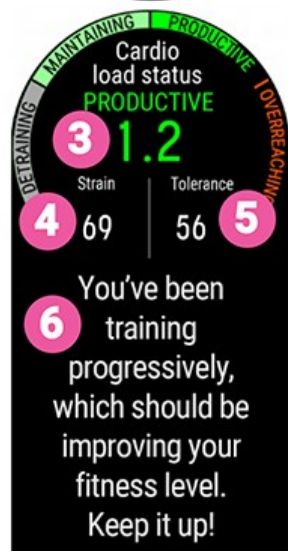 DETRAINING
MAINTAINING
PRODUCTIVE
OVERREACHING
Cardio
load status
PRODUCTIVE
3 1.2
Strain Tolerance
4 69 56 5
6 You've been
training
progressively,
which should be
improving your
fitness level.
Keep it up!